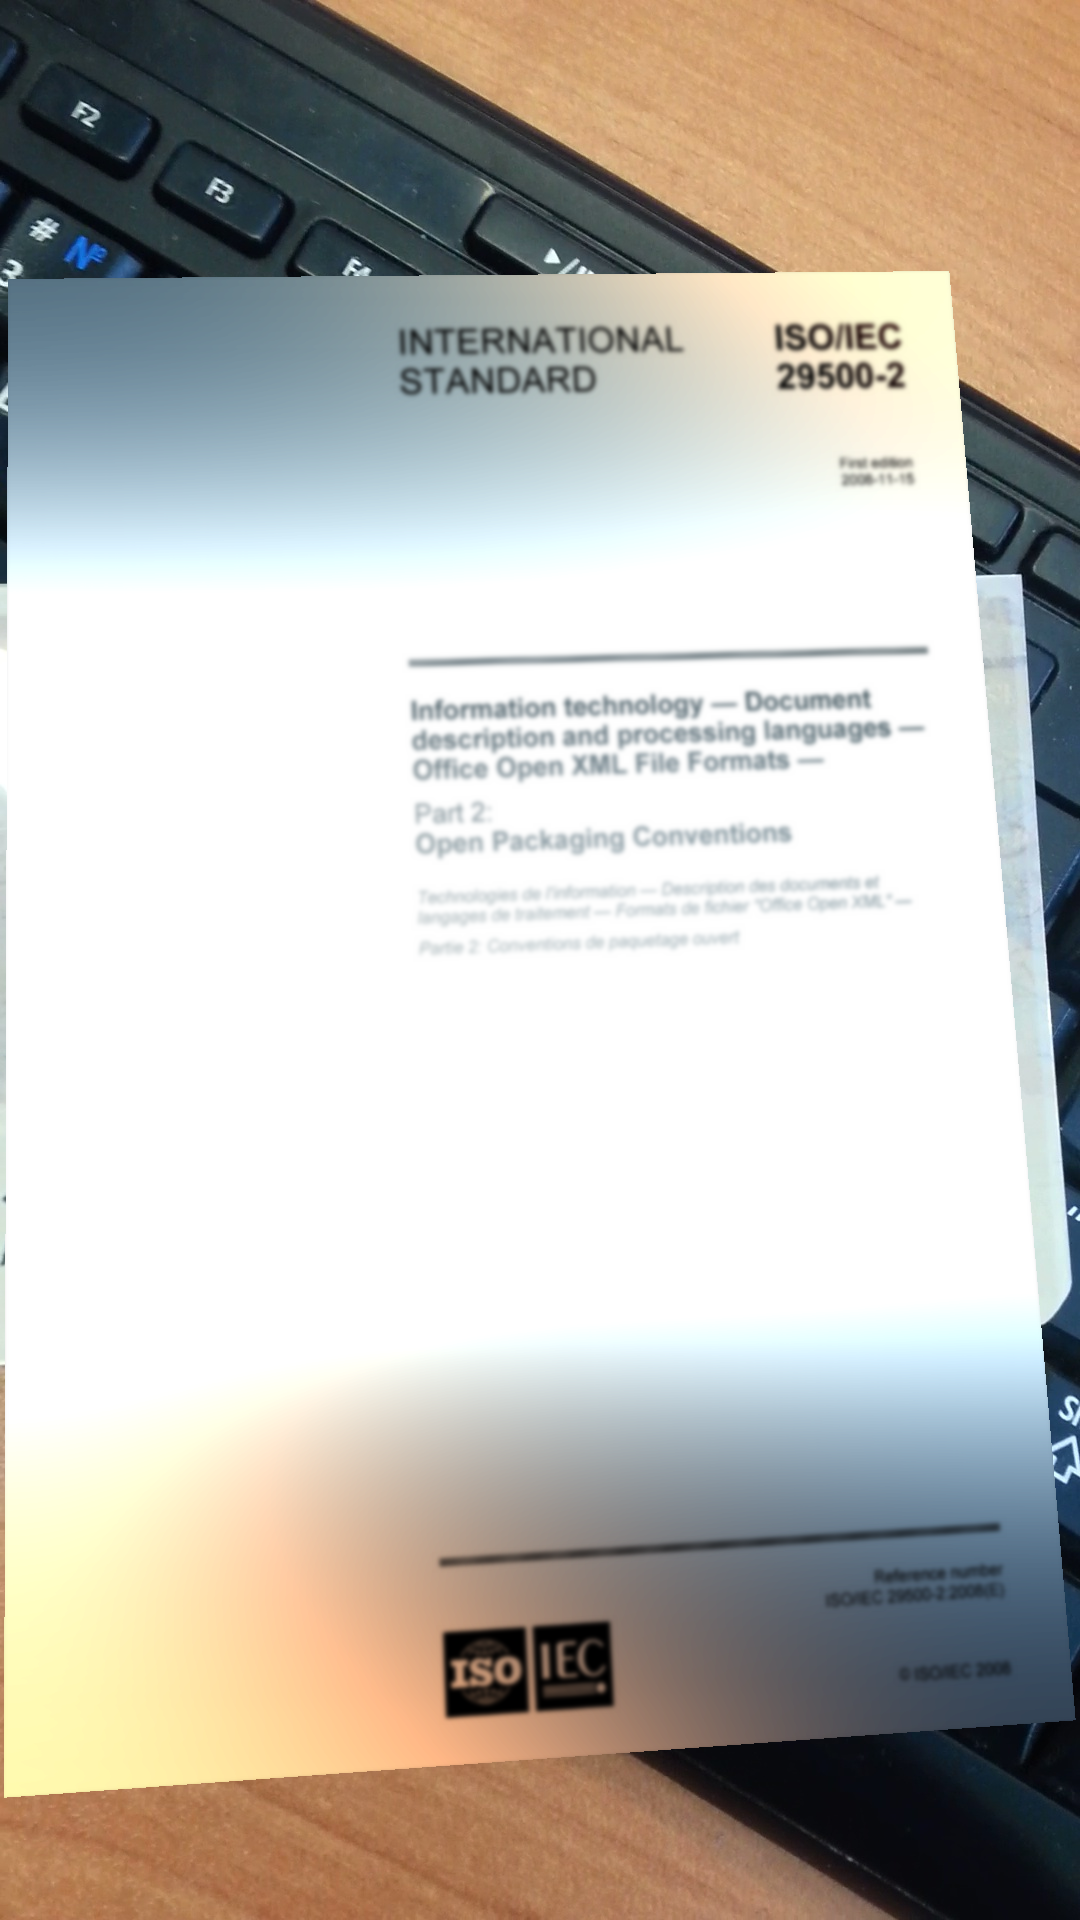 F2
F3
F4
# №
3
INTERNATIONAL
STANDARD
ISO/IEC
29500-2
First edition
2008-11-15
Information technology — Document
description and processing languages —
Office Open XML File Formats —
Part 2:
Open Packaging Conventions
Technologies de l'information — Description des documents et
langages de traitement — Formats de fichier "Office Open XML" —
Partie 2: Conventions de paquetage ouvert
Reference number
ISO/IEC 29500-2:2008(E)
ISO IEC
© ISO/IEC 2008